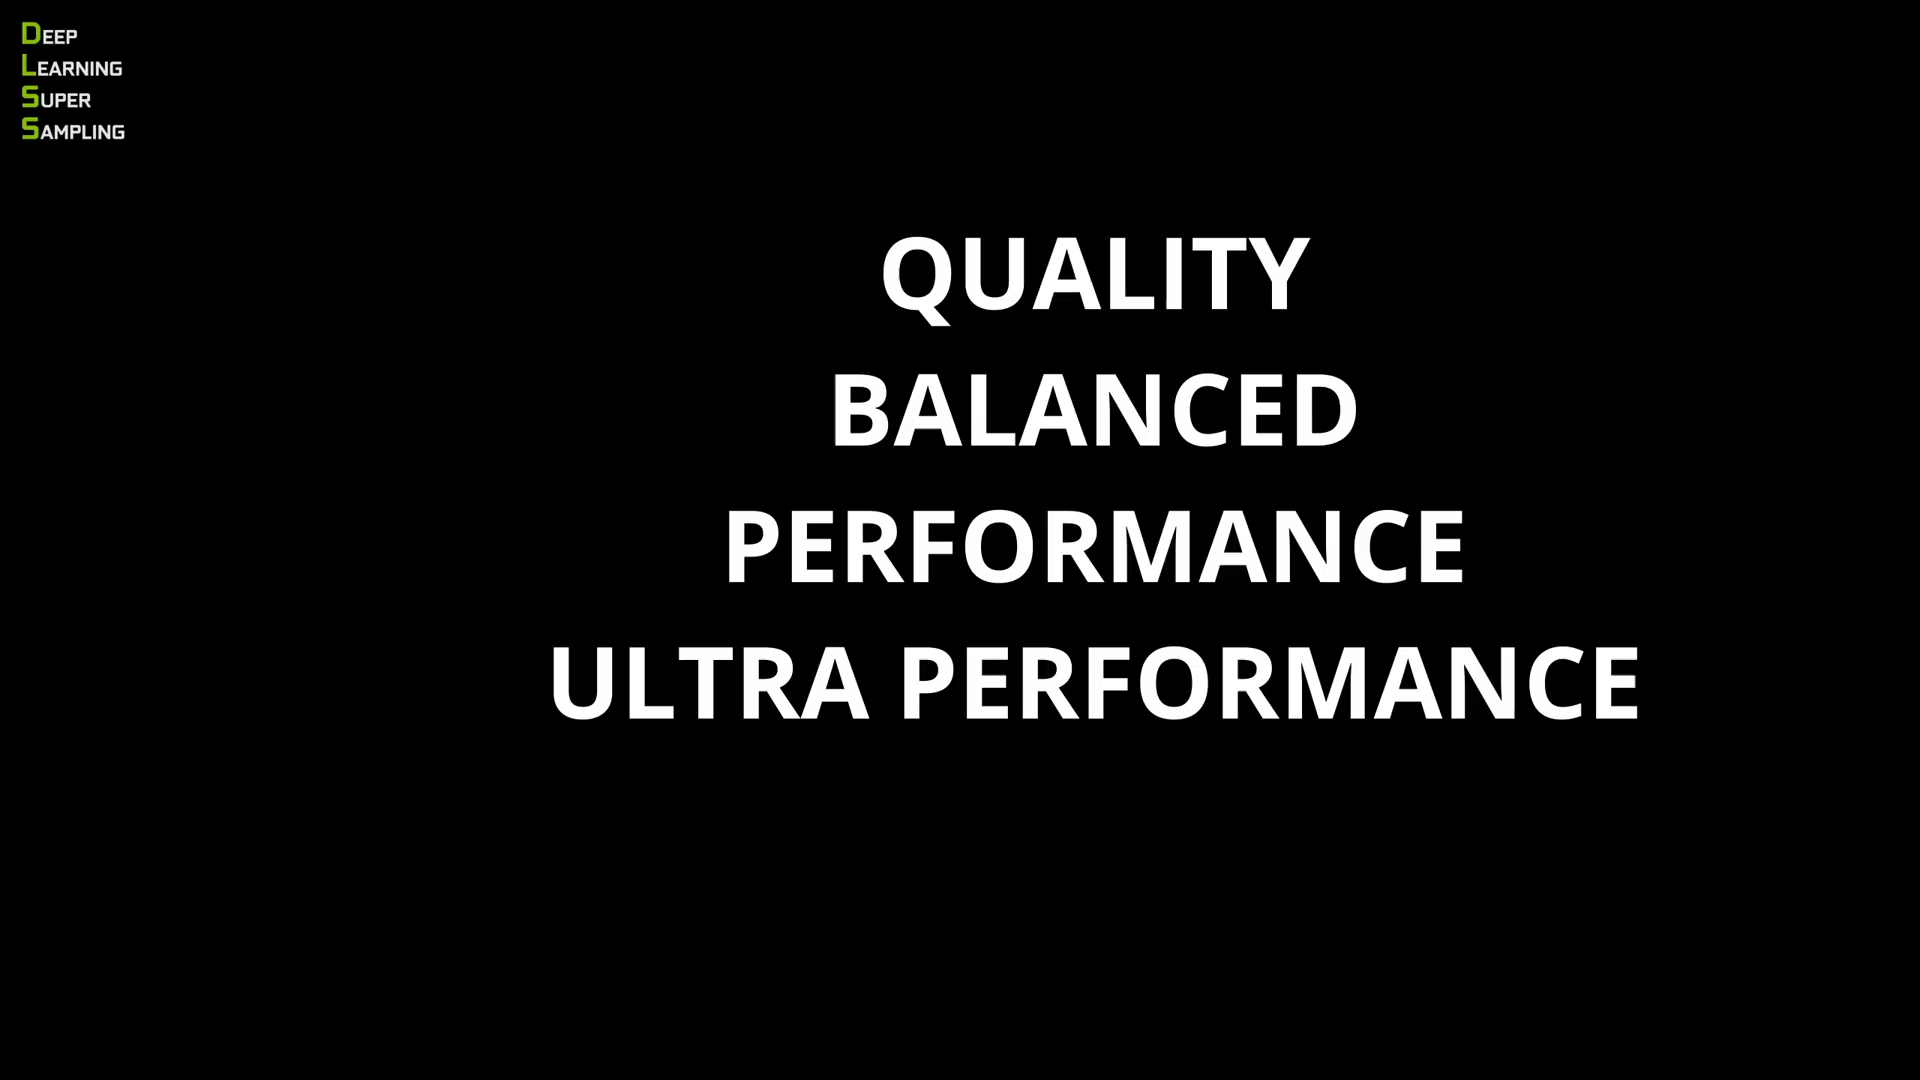 DEEP
LEARNING
SUPER
SAMPLING
QUALITY
BALANCED
PERFORMANCE
ULTRA PERFORMANCE